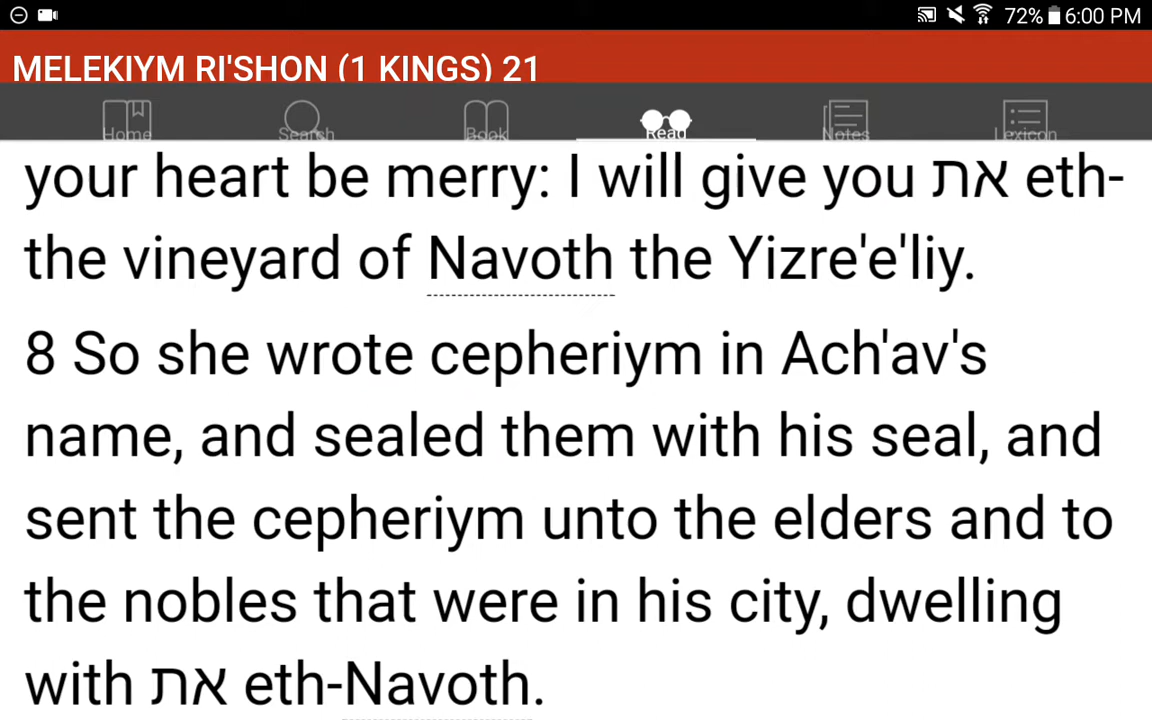 72% 6:00 PM
MELEKIYM RI'SHON (1 KINGS) 21
Home Search Book Read Notes Lexicon
your heart be merry: I will give you את eth-
the vineyard of Navoth the Yizre'e'liy.
8 So she wrote cepheriym in Ach'av's
name, and sealed them with his seal, and
sent the cepheriym unto the elders and to
the nobles that were in his city, dwelling
with את eth-Navoth.